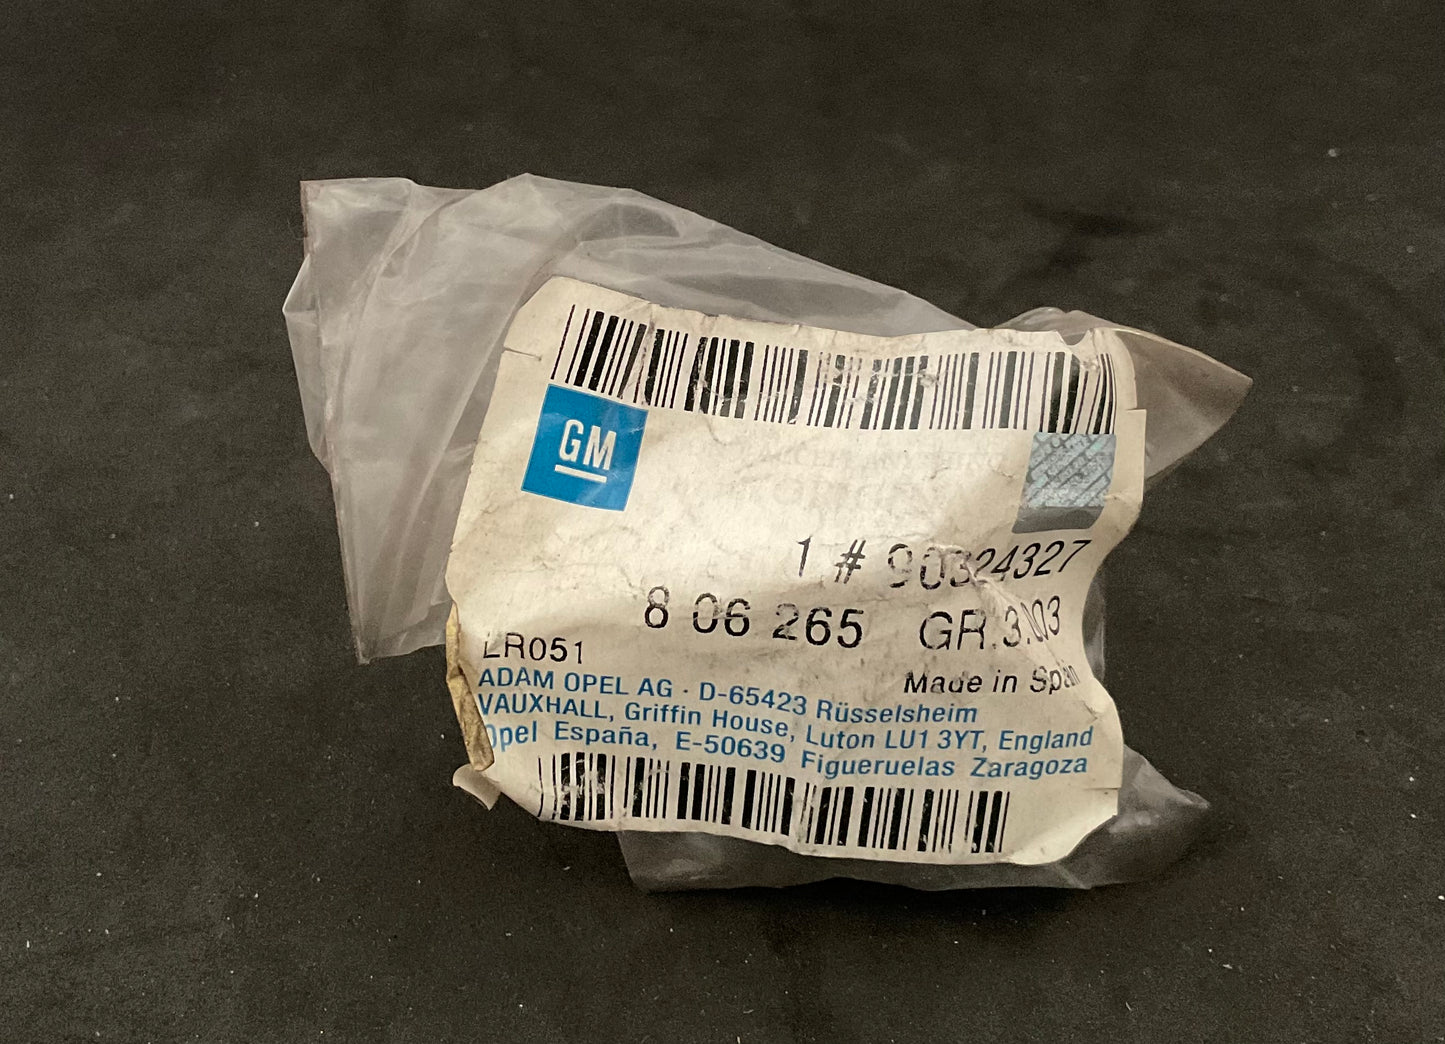 GM
1 # 90324327
8 06 265 GR.3.003
LR051
Made in Spain
ADAM OPEL AG · D-65423 Rüsselsheim
VAUXHALL, Griffin House, Luton LU1 3YT, England
Opel España, E-50639 Figueruelas Zaragoza